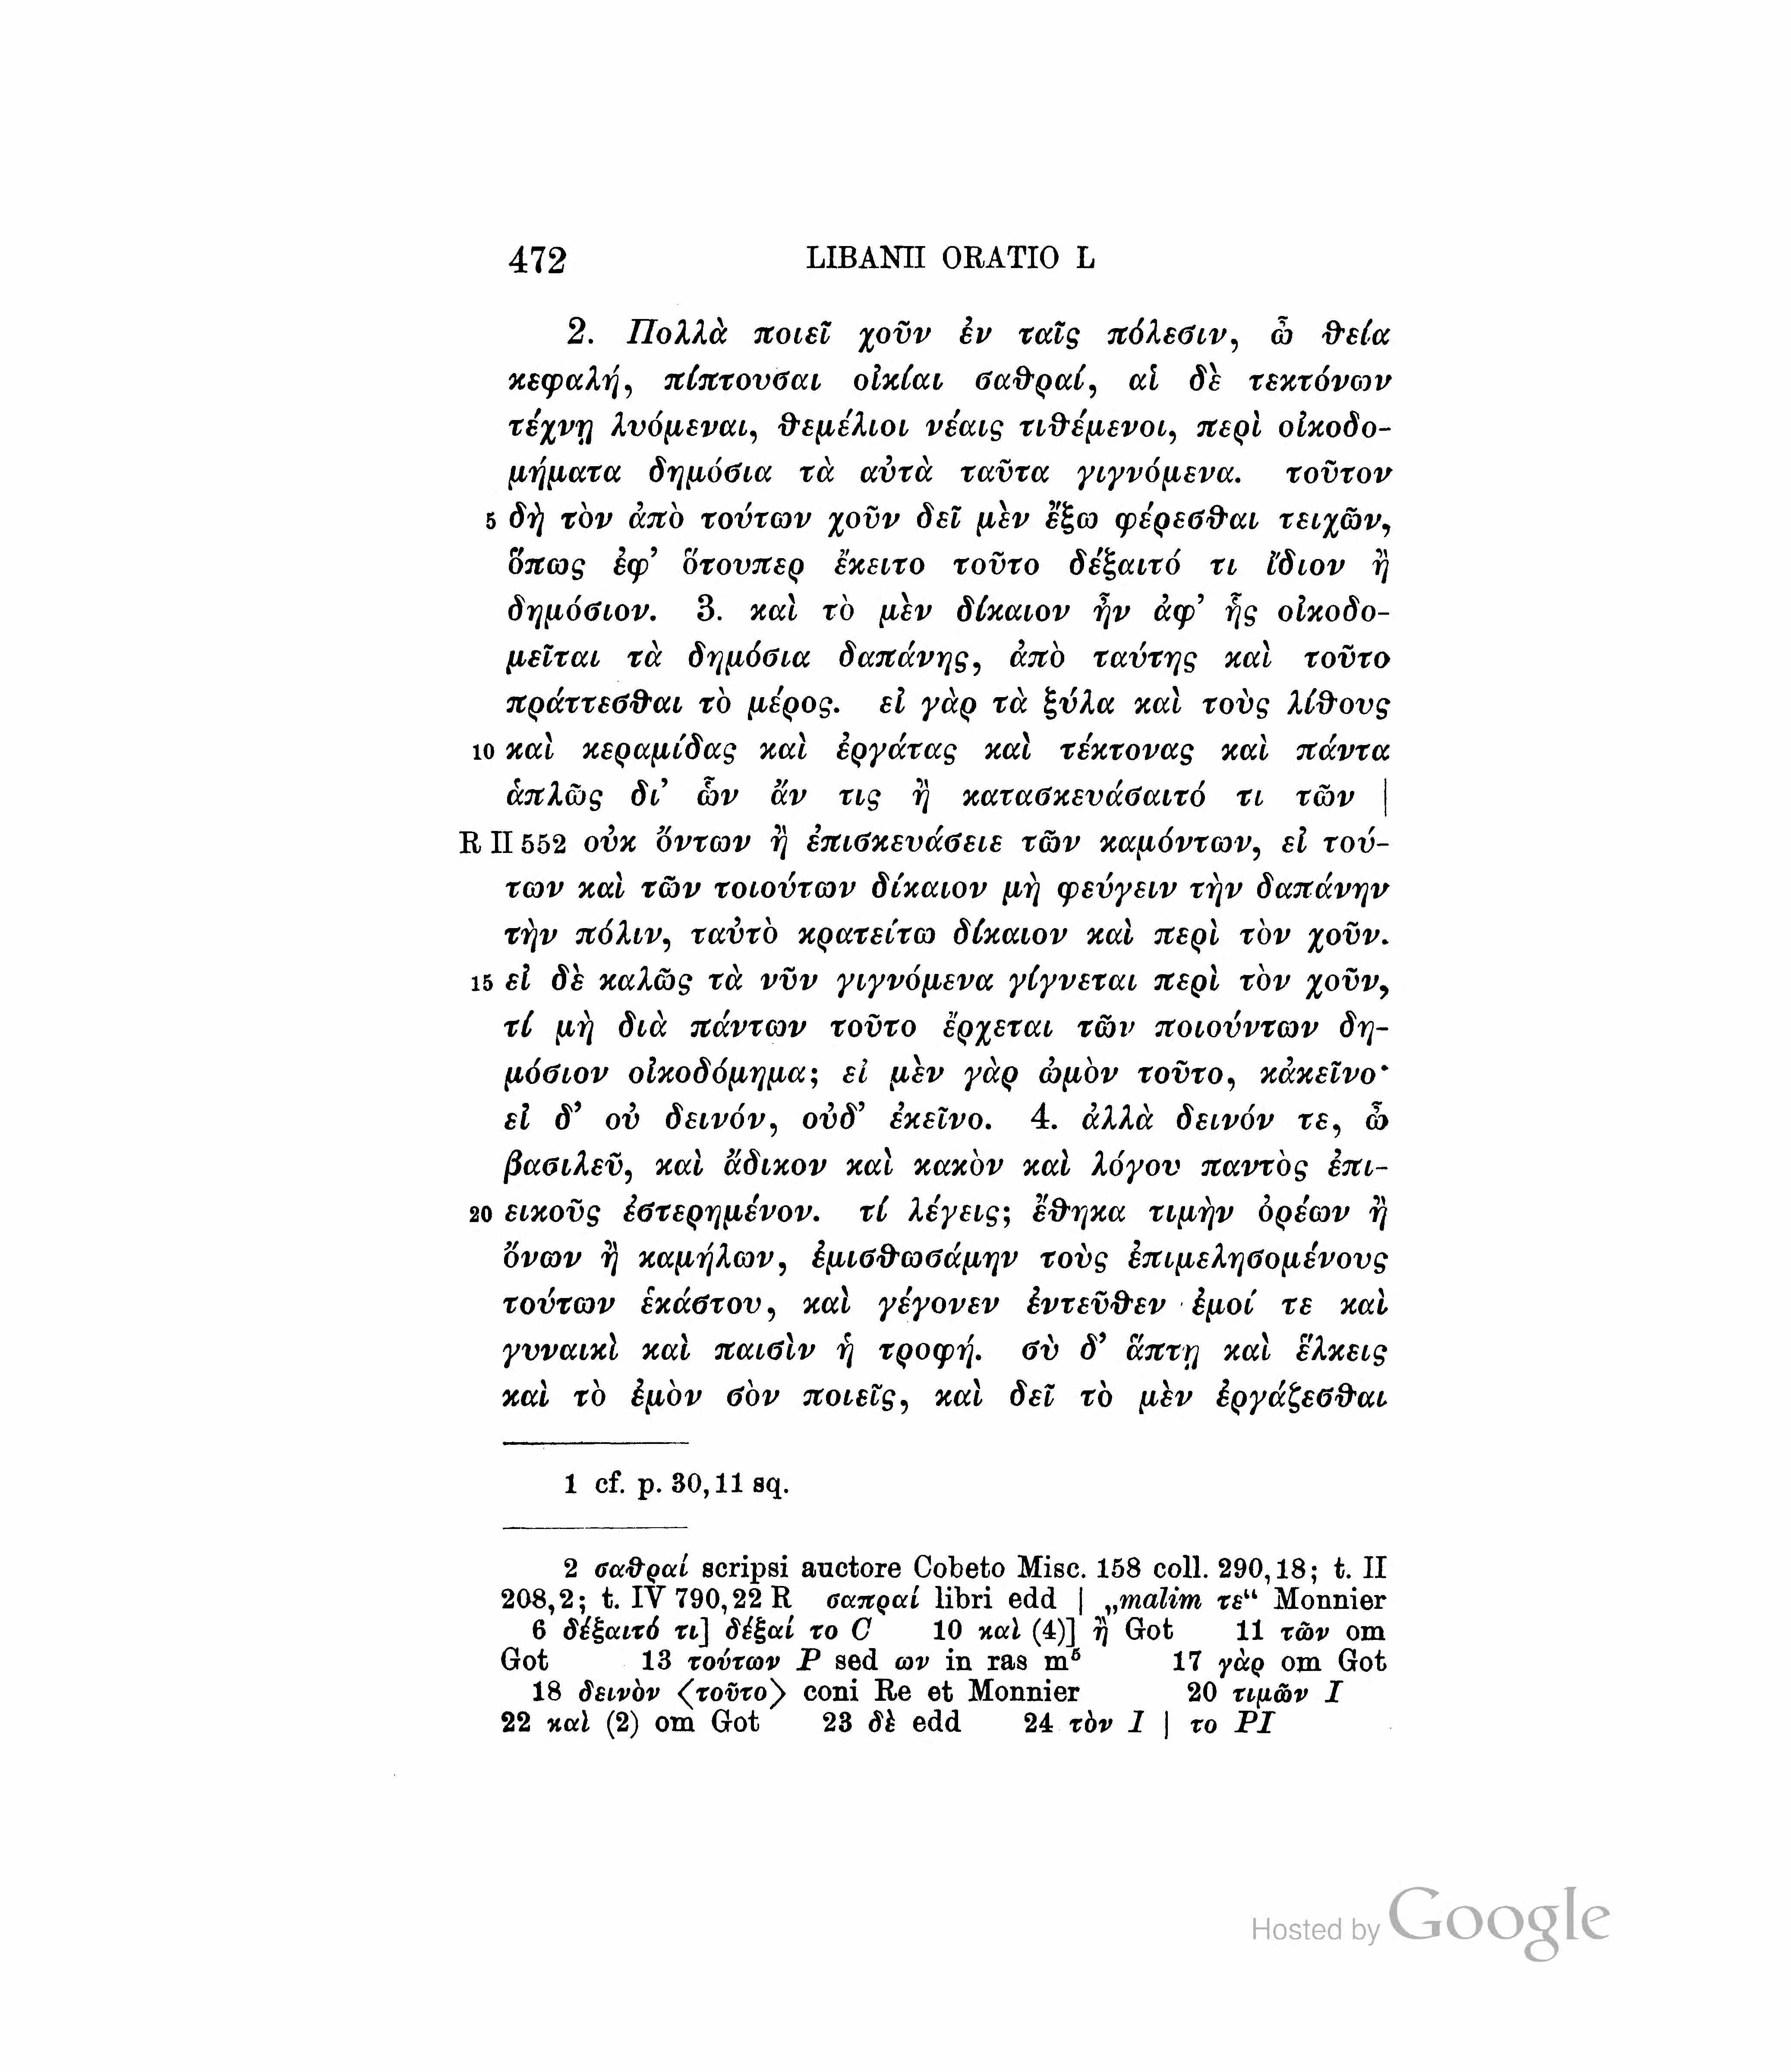 472 LIBANII ORATIO L
2. Πολλὰ ποιεῖ χοῦν ἐν ταῖς πόλεσιν, ὦ θεία
κεφαλή, πίπτουσαι οἰκίαι σαθραί, αἱ δὲ τεκτόνων
τέχνῃ λυόμεναι, θεμέλιοι νέαις τιθέμενοι, περὶ οἰκοδο-
μήματα δημόσια τὰ αὐτὰ ταῦτα γιγνόμενα. τοῦτον
5 δὴ τὸν ἀπὸ τούτων χοῦν δεῖ μὲν ἔξω φέρεσθαι τειχῶν,
ὅπως ἐφ’ ὅτουπερ ἔκειτο τοῦτο δέξαιτό τι ἴδιον ἢ
δημόσιον. 3. καὶ τὸ μὲν δίκαιον ἦν ἀφ’ ἧς οἰκοδο-
μεῖται τὰ δημόσια δαπάνης, ἀπὸ ταύτης καὶ τοῦτο
πράττεσθαι τὸ μέρος. εἰ γὰρ τὰ ξύλα καὶ τοὺς λίθους
10 καὶ κεραμίδας καὶ ἐργάτας καὶ τέκτονας καὶ πάντα
ἁπλῶς δι’ ὧν ἄν τις ἢ κατασκευάσαιτό τι τῶν |
R II 552 οὐκ ὄντων ἢ ἐπισκευάσειε τῶν καμόντων, εἰ τού-
των καὶ τῶν τοιούτων δίκαιον μὴ φεύγειν τὴν δαπάνην
τὴν πόλιν, ταὐτὸ κρατείτω δίκαιον καὶ περὶ τὸν χοῦν.
15 εἰ δὲ καλῶς τὰ νῦν γιγνόμενα γίγνεται περὶ τὸν χοῦν,
τί μὴ διὰ πάντων τοῦτο ἔρχεται τῶν ποιούντων δη-
μόσιον οἰκοδόμημα; εἰ μὲν γὰρ ὠμὸν τοῦτο, κἀκεῖνο·
εἰ δ’ οὐ δεινόν, οὐδ’ ἐκεῖνο. 4. ἀλλὰ δεινόν τε, ὦ
βασιλεῦ, καὶ ἄδικον καὶ κακὸν καὶ λόγου παντὸς ἐπι-
20 εικοῦς ἐστερημένον. τί λέγεις; ἔθηκα τιμὴν ὀρέων ἢ
ὄνων ἢ καμήλων, ἐμισθωσάμην τοὺς ἐπιμελησομένους
τούτων ἑκάστου, καὶ γέγονεν ἐντεῦθεν ἐμοί τε καὶ
γυναικὶ καὶ παισὶν ἡ τροφή. σὺ δ’ ἅπτῃ καὶ ἕλκεις
καὶ τὸ ἐμὸν σὸν ποιεῖς, καὶ δεῖ τὸ μὲν ἐργάζεσθαι
1 cf. p. 30,11 sq.
2 σαθραί scripsi auctore Cobeto Misc. 158 coll. 290,18; t. II
208,2; t. IV 790,22 R σαπραί libri edd | „malim τε“ Monnier
6 δέξαιτό τι] δέξαί το C 10 καὶ (4)] ἢ Got 11 τῶν om
Got 13 τούτων P sed ων in ras m⁵ 17 γὰρ om Got
18 δεινὸν ⟨τοῦτο⟩ coni Re et Monnier 20 τιμῶν I
22 καὶ (2) om Got 23 δὲ edd 24 τὸν I | το PI
Hosted by Google